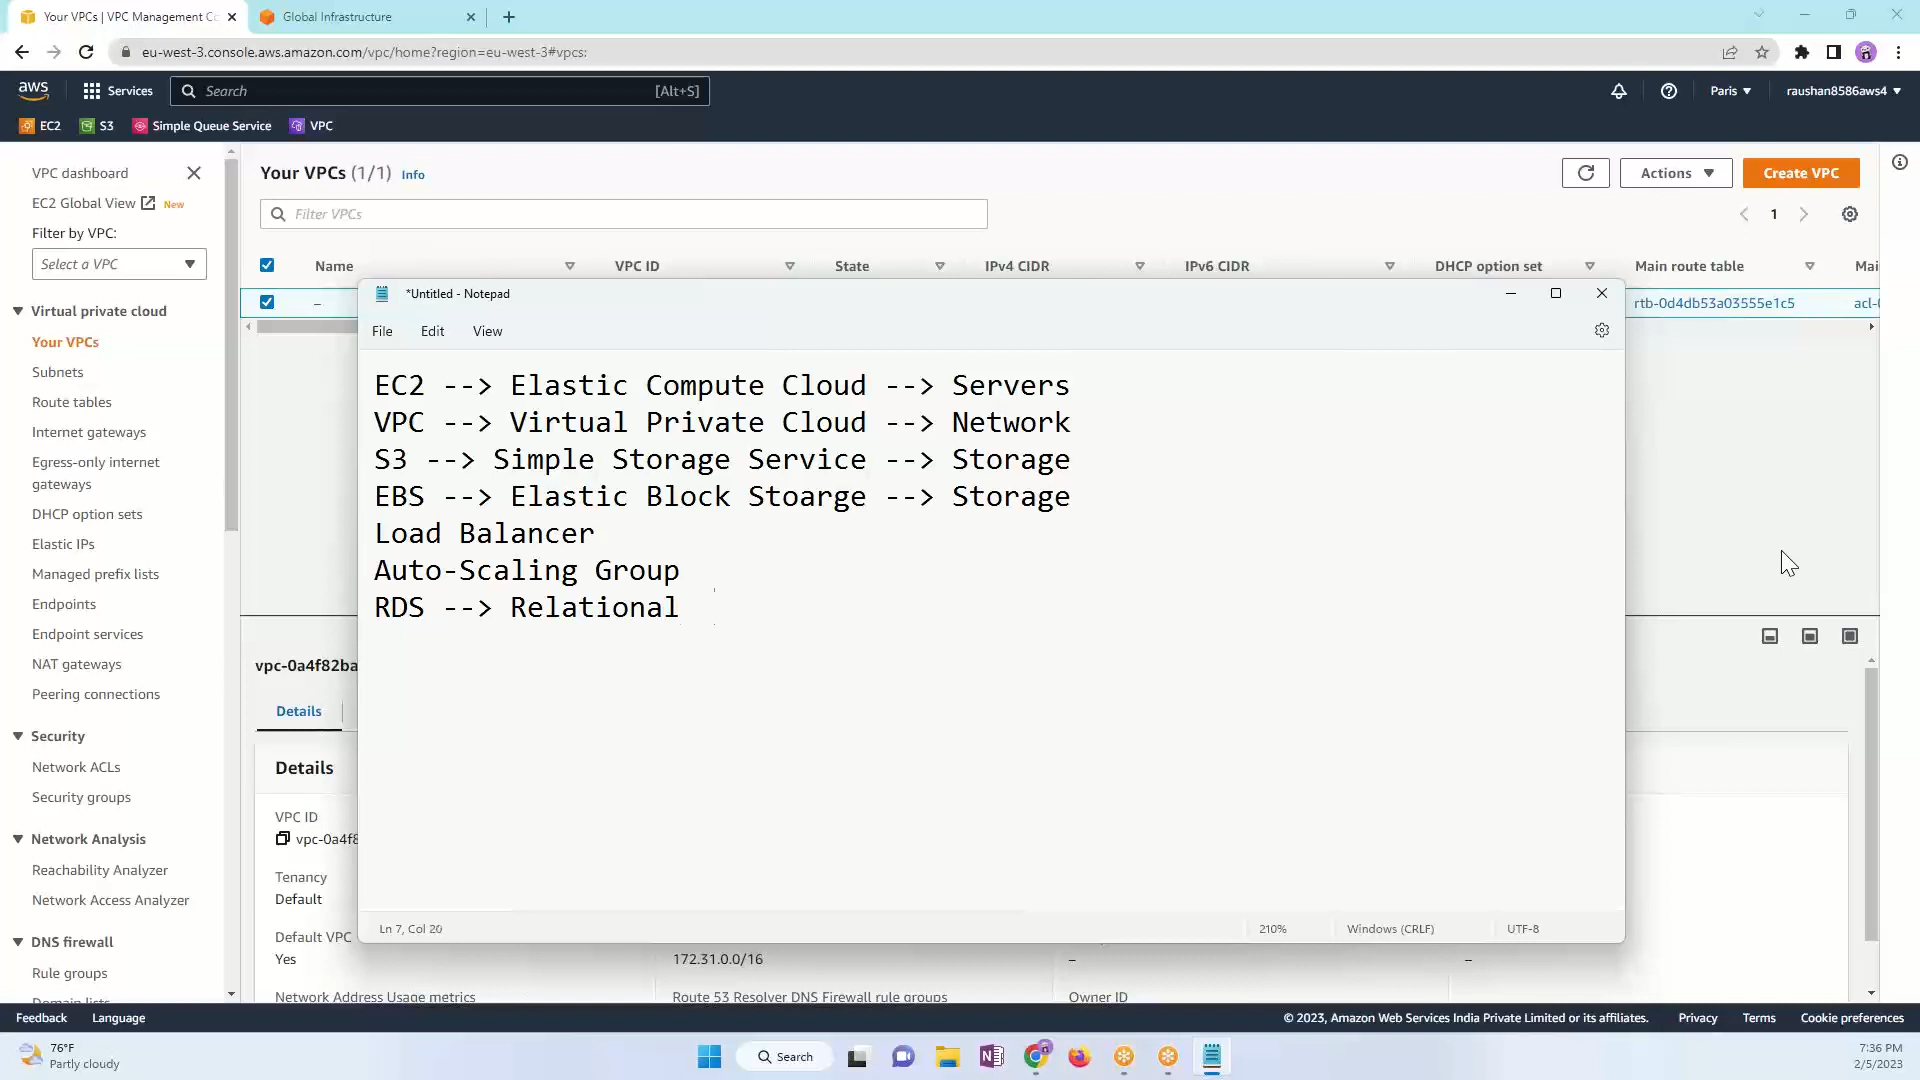 Your VPCs | VPC Management Co
Global Infrastructure
eu-west-3.console.aws.amazon.com/vpc/home?region=eu-west-3#vpcs:
aws
Services
Search
[Alt+S]
Paris
raushan8586aws4
EC2
S3
Simple Queue Service
VPC
VPC dashboard
EC2 Global View New
Filter by VPC:
Select a VPC
Virtual private cloud
Your VPCs
Subnets
Route tables
Internet gateways
Egress-only internet
gateways
DHCP option sets
Elastic IPs
Managed prefix lists
Endpoints
Endpoint services
NAT gateways
Peering connections
Security
Network ACLs
Security groups
Network Analysis
Reachability Analyzer
Network Access Analyzer
DNS firewall
Rule groups
Domain lists
Your VPCs (1/1) Info
Actions
Create VPC
Filter VPCs
1
Name
VPC ID
State
IPv4 CIDR
IPv6 CIDR
DHCP option set
Main route table
Mai
–
rtb-0d4db53a03555e1c5
acl-
*Untitled - Notepad
File
Edit
View
EC2 --> Elastic Compute Cloud --> Servers
VPC --> Virtual Private Cloud --> Network
S3 --> Simple Storage Service --> Storage
EBS --> Elastic Block Stoarge --> Storage
Load Balancer
Auto-Scaling Group
RDS --> Relational
Ln 7, Col 20
210%
Windows (CRLF)
UTF-8
vpc-0a4f82ba
Details
Details
VPC ID
vpc-0a4f8
Tenancy
Default
Default VPC
Yes
172.31.0.0/16
–
–
Network Address Usage metrics
Route 53 Resolver DNS Firewall rule groups
Owner ID
Feedback
Language
© 2023, Amazon Web Services India Private Limited or its affiliates.
Privacy
Terms
Cookie preferences
76°F
Partly cloudy
Search
7:36 PM
2/5/2023